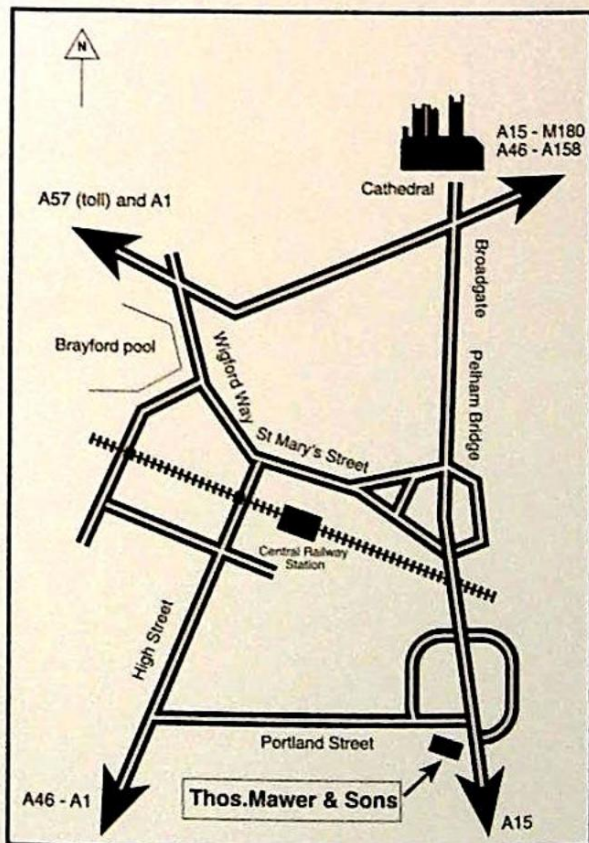 N
A15 - M180
A46 - A158
Cathedral
A57 (toll) and A1
Broadgate
Brayford pool
Wigford Way
Pelham Bridge
St Mary's Street
Central Railway
Station
High Street
Portland Street
Thos.Mawer & Sons
A46 - A1
A15